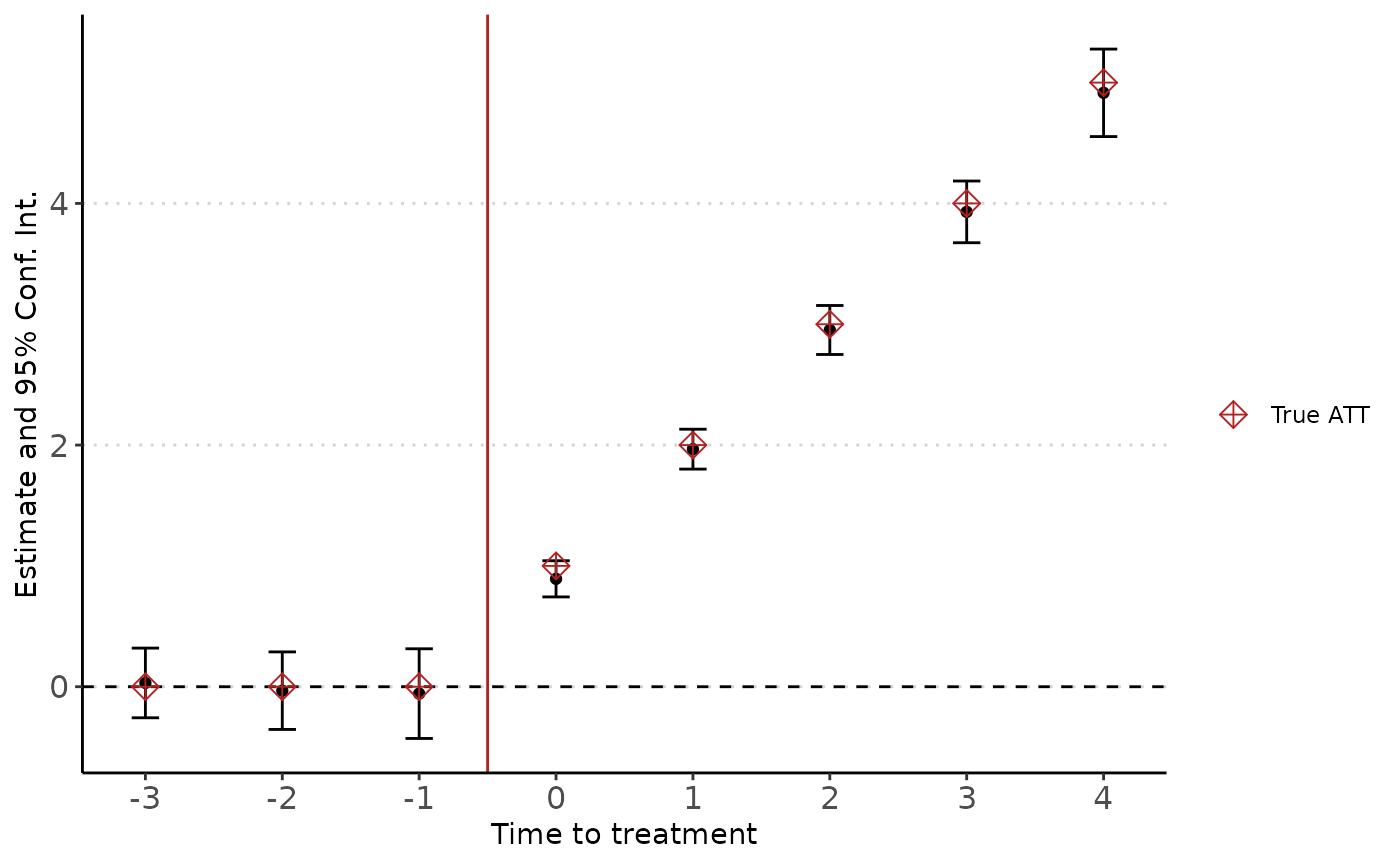 Estimate and 95% Conf. Int.
4
2
0
-3 -2 -1 0 1 2 3 4
Time to treatment
True ATT